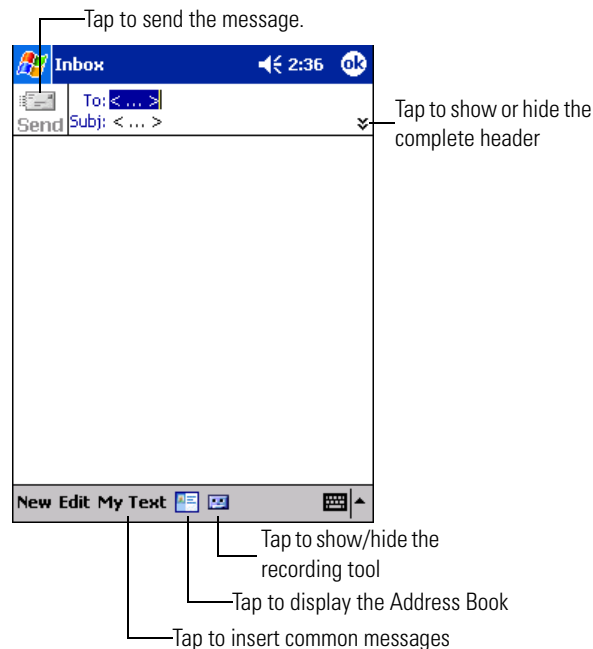 Tap to send the message.
Inbox 2:36 ok
To: < ... >
Send Subj: < ... >
Tap to show or hide the
complete header
New Edit My Text
Tap to show/hide the
recording tool
Tap to display the Address Book
Tap to insert common messages